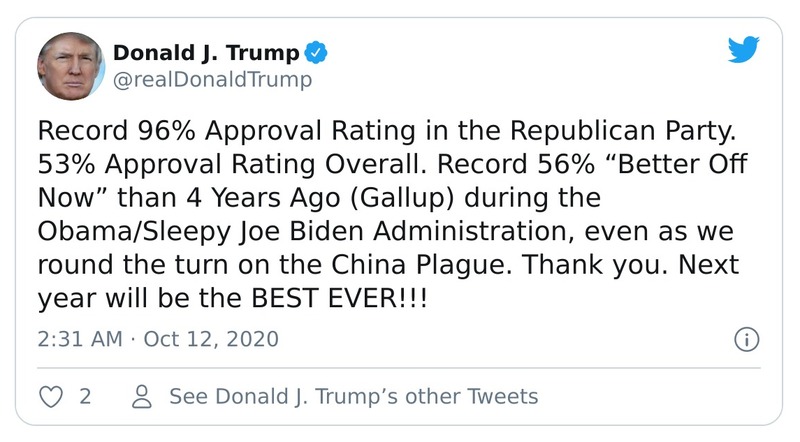 Donald J. Trump
@realDonaldTrump
Record 96% Approval Rating in the Republican Party.
53% Approval Rating Overall. Record 56% “Better Off
Now” than 4 Years Ago (Gallup) during the
Obama/Sleepy Joe Biden Administration, even as we
round the turn on the China Plague. Thank you. Next
year will be the BEST EVER!!!
2:31 AM · Oct 12, 2020
2 See Donald J. Trump’s other Tweets